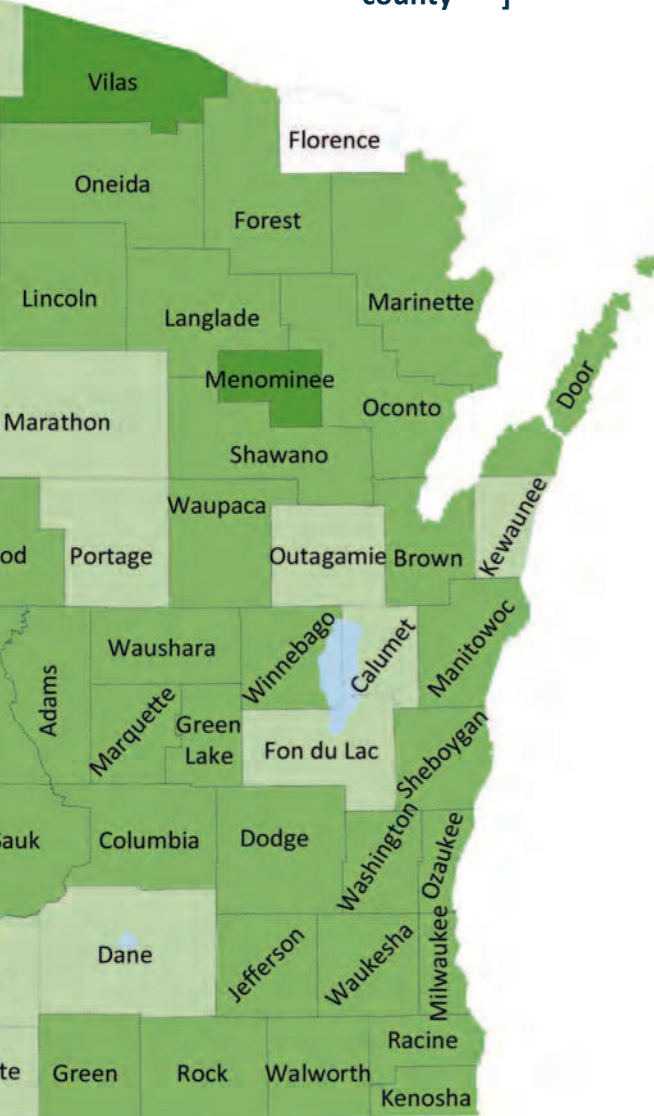 Vilas
Florence
Oneida
Forest
Lincoln
Langlade
Marinette
Menominee
Door
Marathon
Oconto
Shawano
Waupaca
Kewaunee
od
Portage
Outagamie
Brown
Waushara
Winnebago
Calumet
Manitowoc
Adams
Marquette
Green
Lake
Fon du Lac
Sheboygan
auk
Columbia
Dodge
Washington
Ozaukee
Dane
Jefferson
Waukesha
Milwaukee
Racine
te
Green
Rock
Walworth
Kenosha